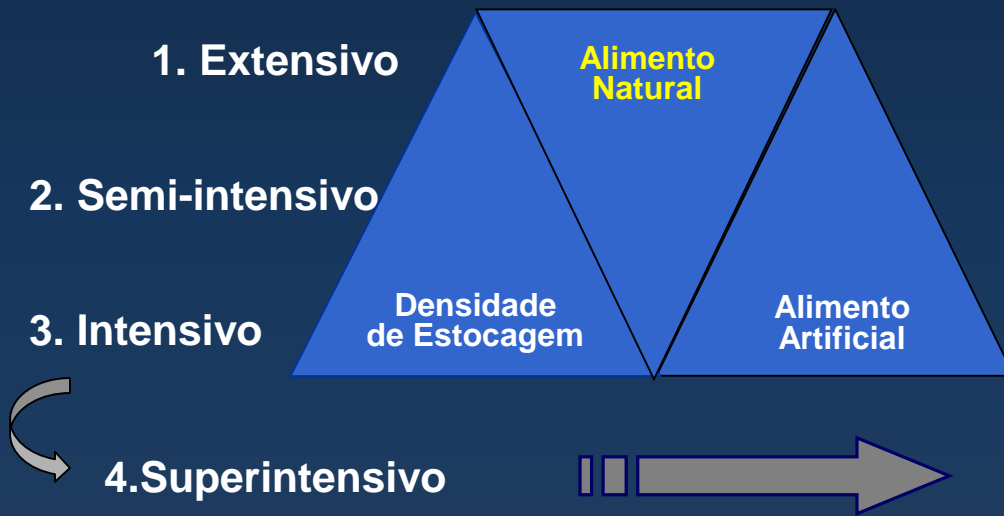 1. Extensivo
Alimento
Natural
2. Semi-intensivo
3. Intensivo
Densidade
de Estocagem
Alimento
Artificial
4.Superintensivo